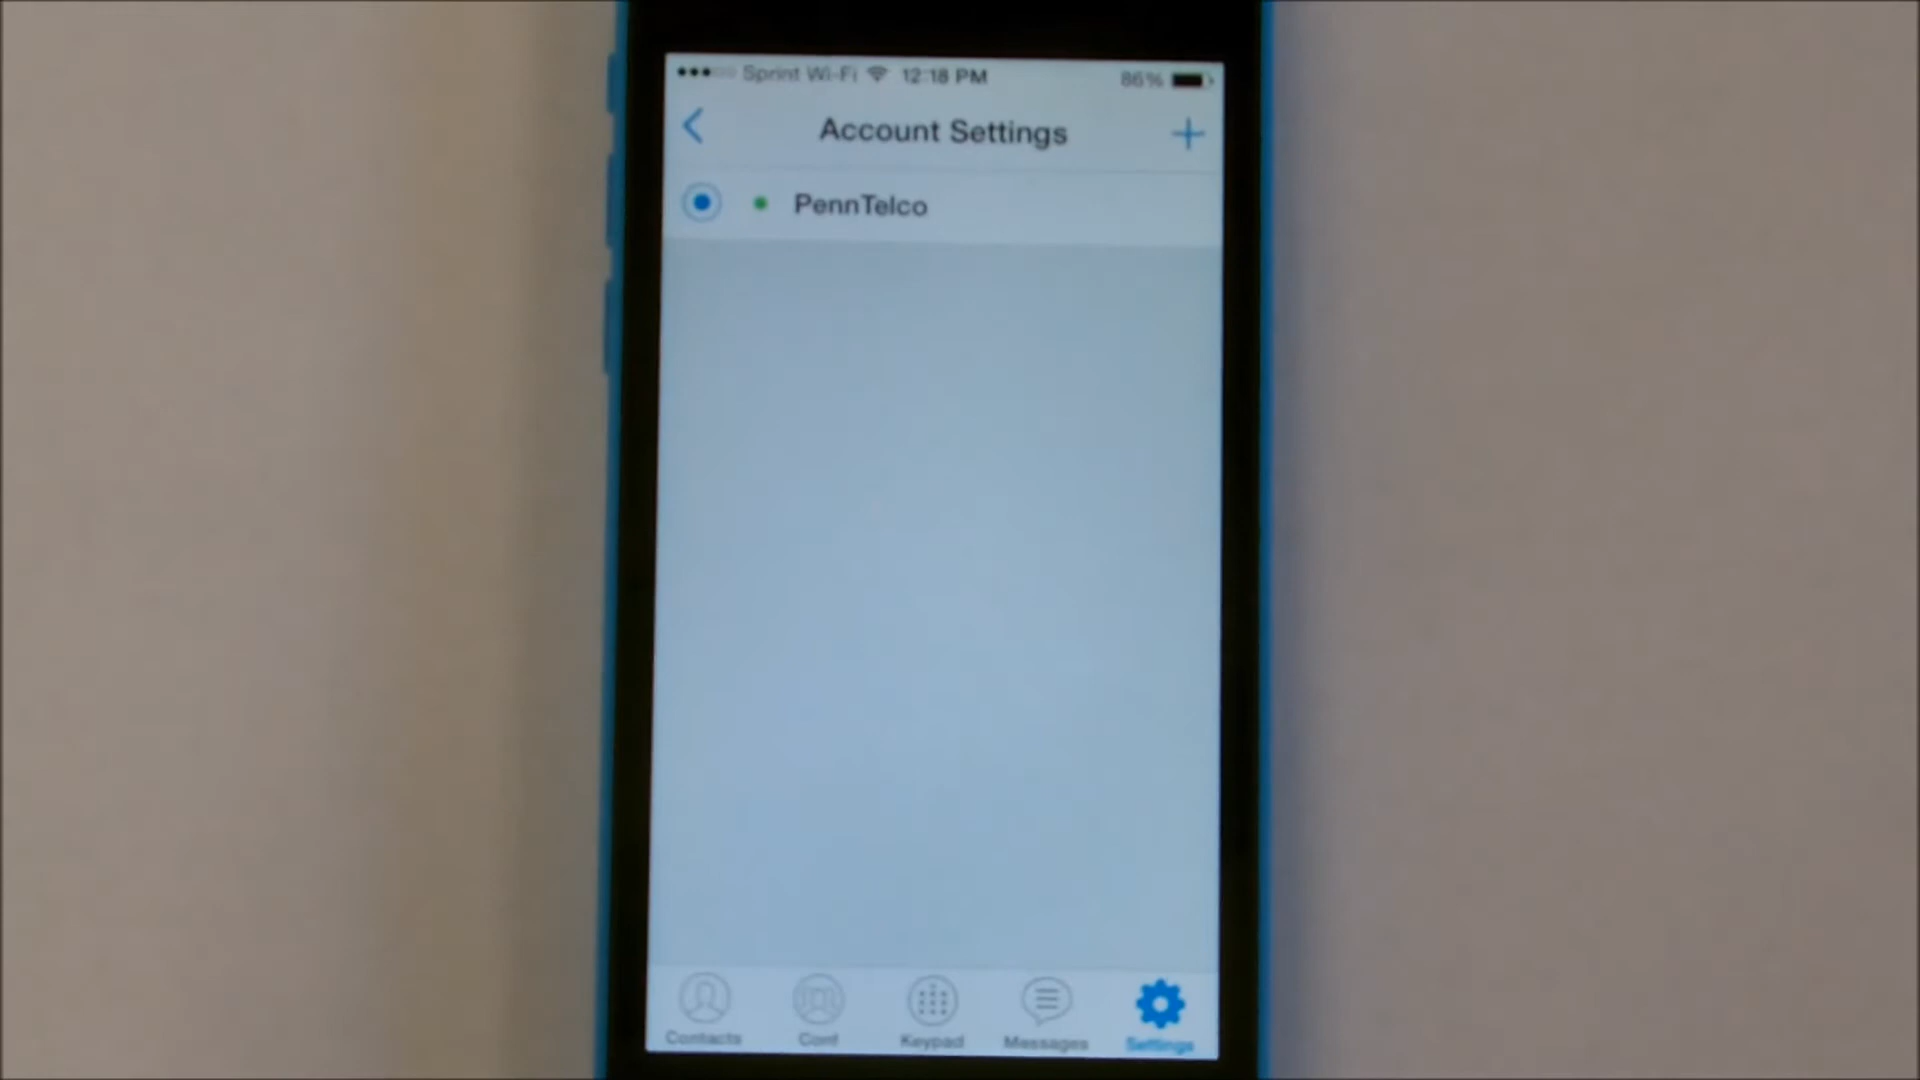 Sprint Wi-Fi 12:18 PM 86%
Account Settings
PennTelco
Contacts Conf Keypad Messages Settings